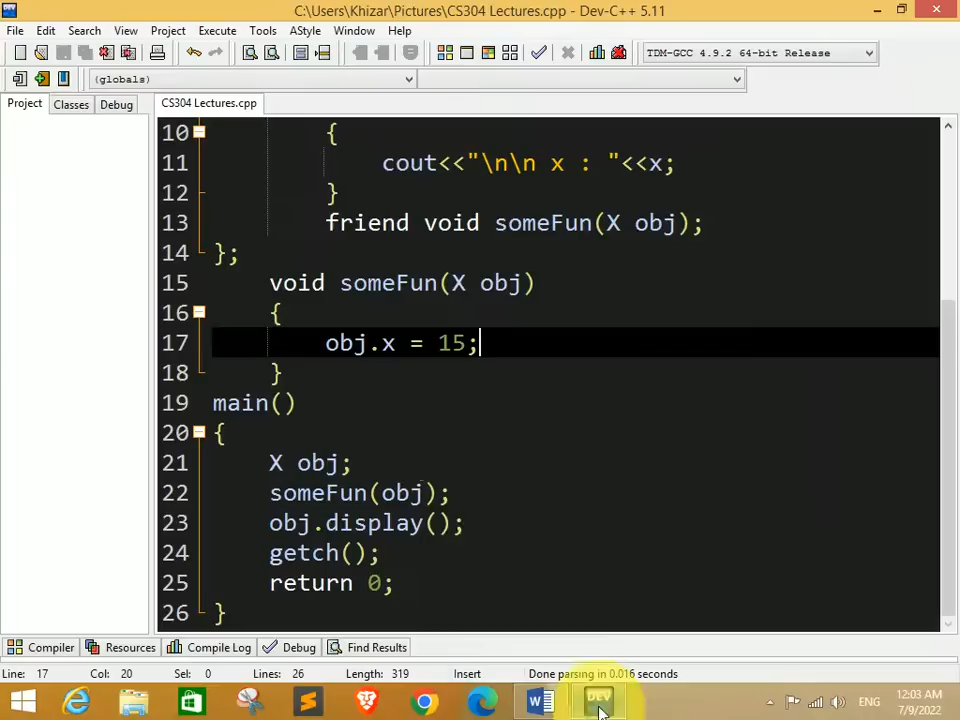 C:\Users\Khizar\Pictures\CS304 Lectures.cpp - Dev-C++ 5.11
File Edit Search View Project Execute Tools AStyle Window Help
TDM-GCC 4.9.2 64-bit Release
(globals)
Project Classes Debug CS304 Lectures.cpp
10 {
11 cout<<"\n\n x : "<<x;
12 }
13 friend void someFun(X obj);
14 };
15 void someFun(X obj)
16 {
17 obj.x = 15;
18 }
19 main()
20 {
21 X obj;
22 someFun(obj);
23 obj.display();
24 getch();
25 return 0;
26 }
Compiler Resources Compile Log Debug Find Results
Line: 17 Col: 20 Sel: 0 Lines: 26 Length: 319 Insert Done parsing in 0.016 seconds
DEV
ENG
12:03 AM
7/9/2022